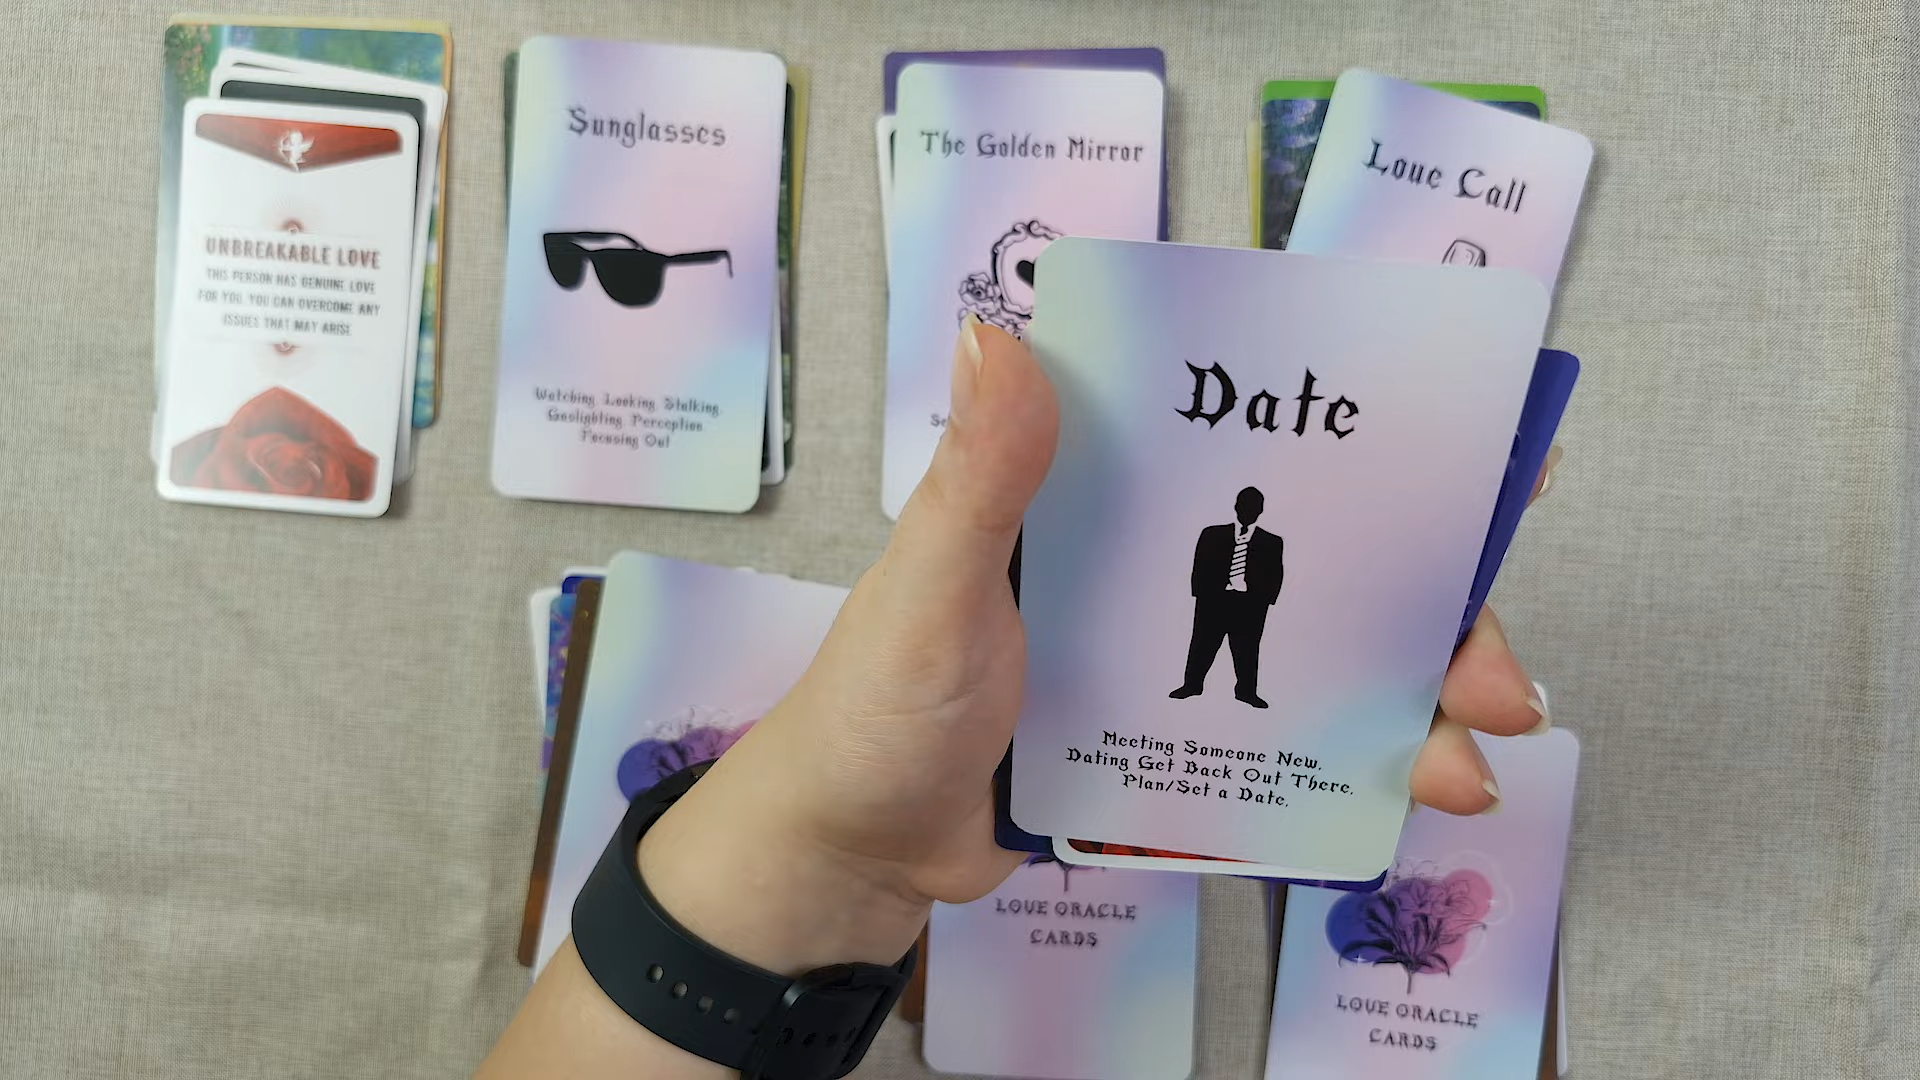 UNBREAKABLE LOVE
THIS PERSON HAS GENUINE LOVE
FOR YOU. YOU CAN OVERCOME ANY
ISSUES THAT MAY ARISE
Sunglasses
Watching, Looking, Stalking,
Gaslighting, Perception
Focusing Out
The Golden Mirror
Love Call
Date
Meeting Someone New,
Dating Get Back Out There,
Plan/Set a Date,
LOVE ORACLE
CARDS
LOVE ORACLE
CARDS